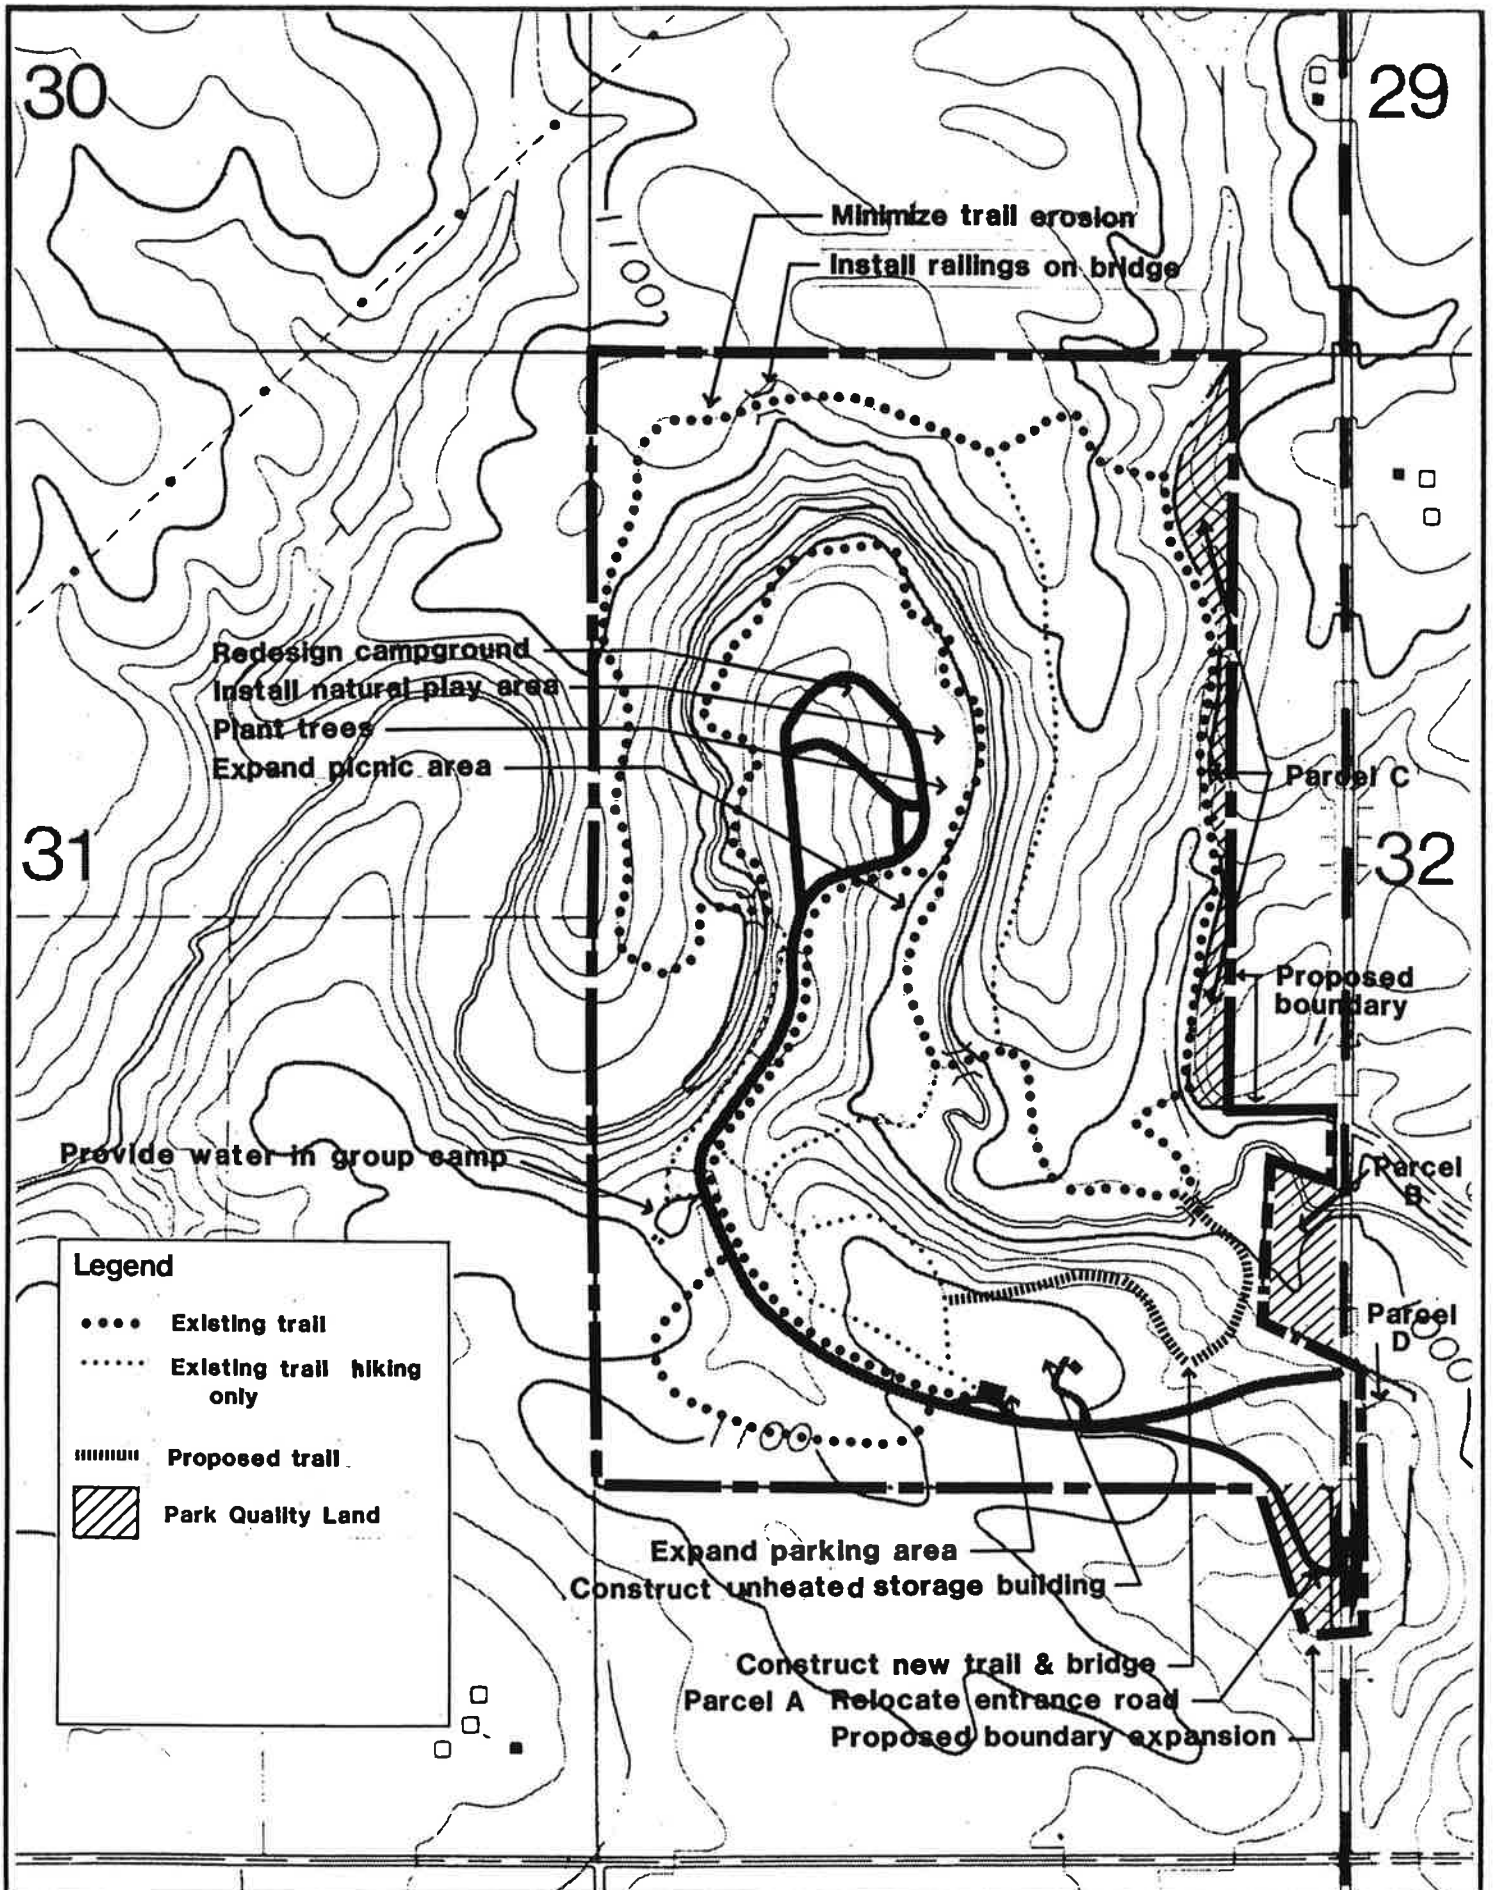 30
29
Minimize trail erosion
Install railings on bridge
Redesign campground
Install natural play area
Plant trees
Expand picnic area
Parcel C
31
32
Proposed
boundary
Provide water in group camp
Parcel
B
Legend
Existing trail
Existing trail hiking
only
Proposed trail
Park Quality Land
Parcel
D
Expand parking area
Construct unheated storage building
Construct new trail & bridge
Parcel A Relocate entrance road
Proposed boundary expansion